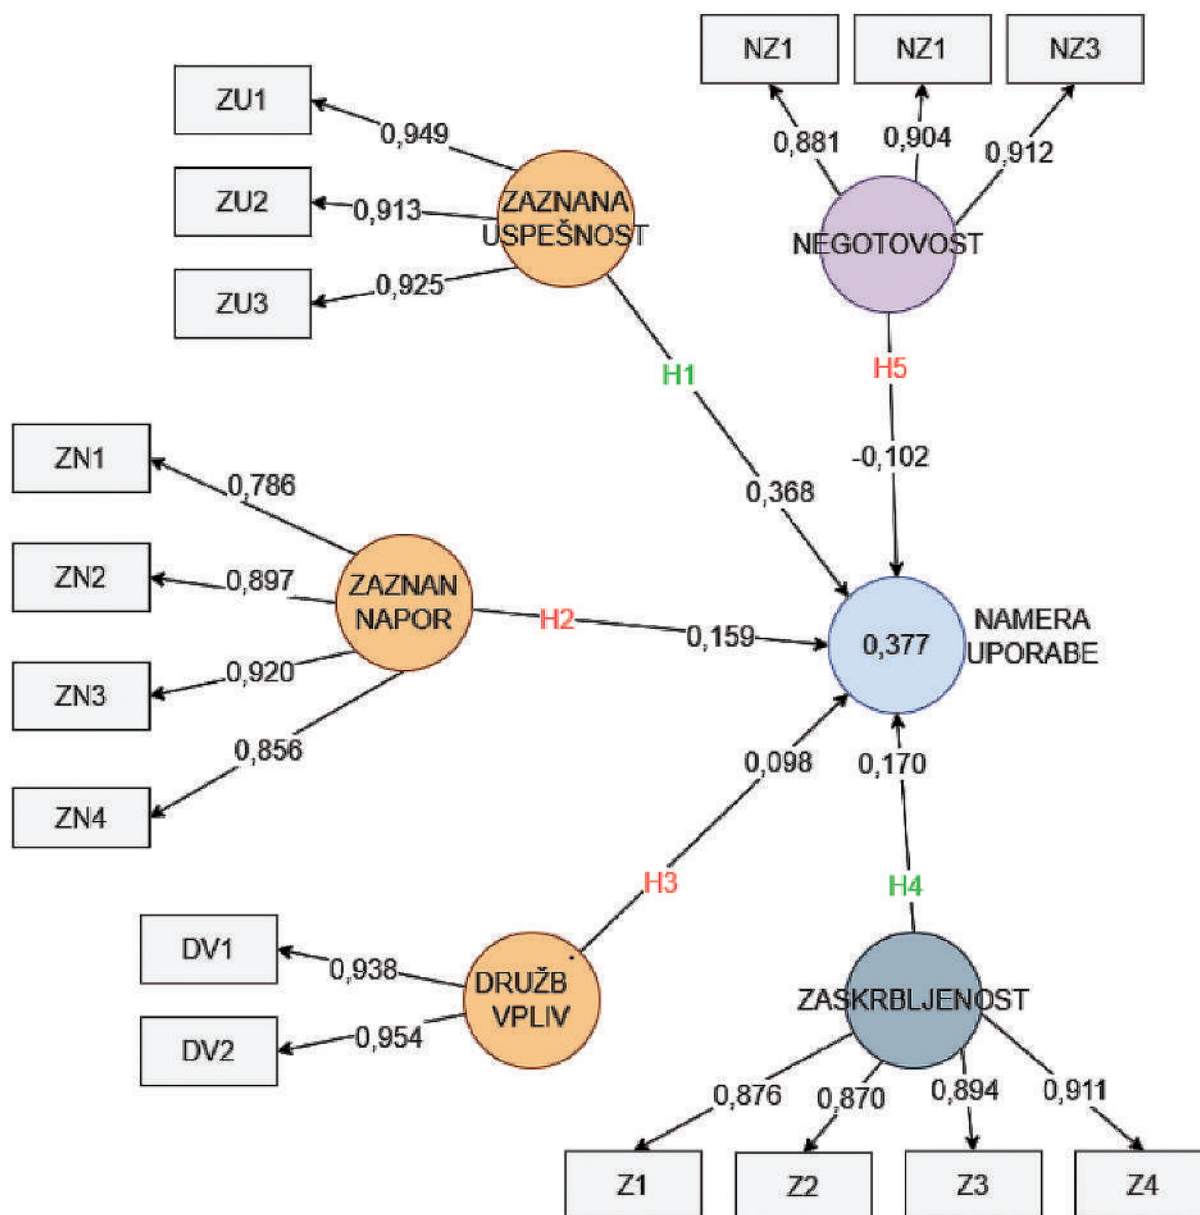 NZ1
NZ1
NZ3
ZU1
0,949
0,881
0,904
0,912
ZU2
0,913
ZAZNANA
USPEŠNOST
NEGOTOVOST
ZU3
0,925
H1
H5
ZN1
0,786
-0,102
0,368
ZN2
0,897
ZAZNAN
NAPOR
H2
0,159
0,377
NAMERA
UPORABE
ZN3
0,920
0,856
0,098
0,170
ZN4
H3
H4
DV1
0,938
DRUŽB.
VPLIV
ZASKRBLJENOST
DV2
0,954
0,876
0,870
0,894
0,911
Z1
Z2
Z3
Z4